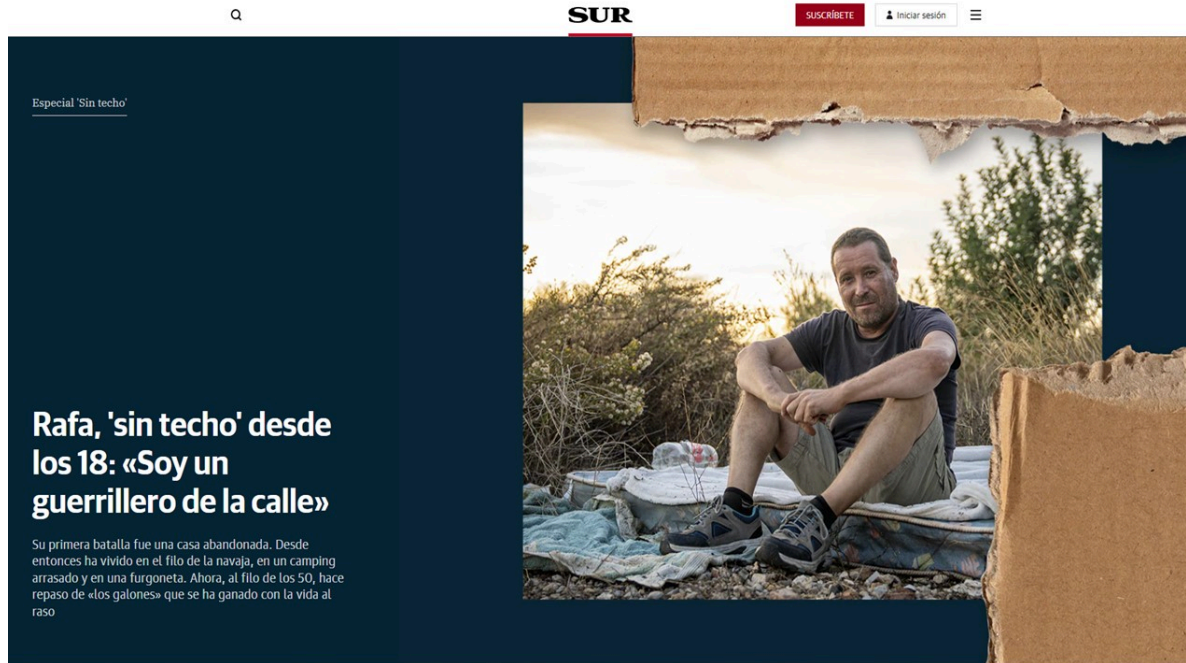 SUR
SUSCRÍBETE
Iniciar sesión
Especial 'Sin techo'
Rafa, 'sin techo' desde
los 18: «Soy un
guerrillero de la calle»
Su primera batalla fue una casa abandonada. Desde
entonces ha vivido en el filo de la navaja, en un camping
arrasado y en una furgoneta. Ahora, al filo de los 50, hace
repaso de «los galones» que se ha ganado con la vida al
raso